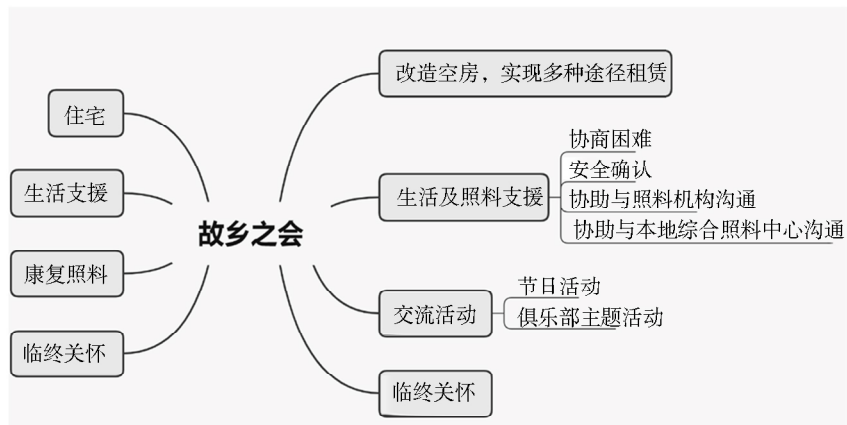 住宅
生活支援
康复照料
临终关怀
故乡之会
改造空房，实现多种途径租赁
生活及照料支援
协商困难
安全确认
协助与照料机构沟通
协助与本地综合照料中心沟通
交流活动
节日活动
俱乐部主题活动
临终关怀